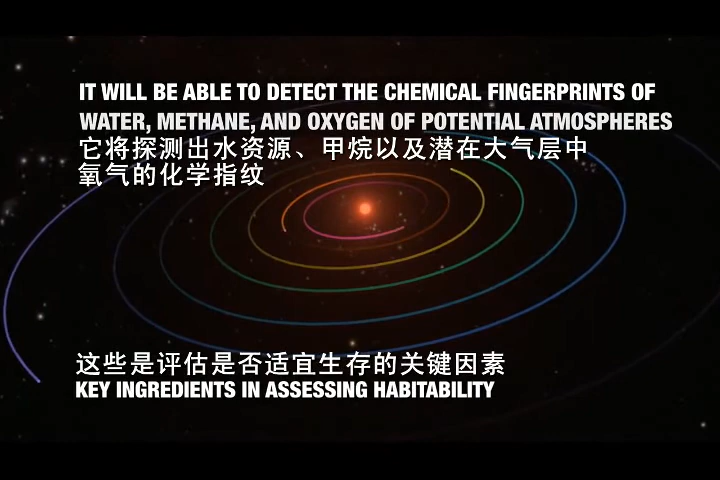 IT WILL BE ABLE TO DETECT THE CHEMICAL FINGERPRINTS OF
WATER, METHANE, AND OXYGEN OF POTENTIAL ATMOSPHERES
它将探测出水资源、甲烷以及潜在大气层中
氧气的化学指纹
这些是评估是否适宜生存的关键因素
KEY INGREDIENTS IN ASSESSING HABITABILITY